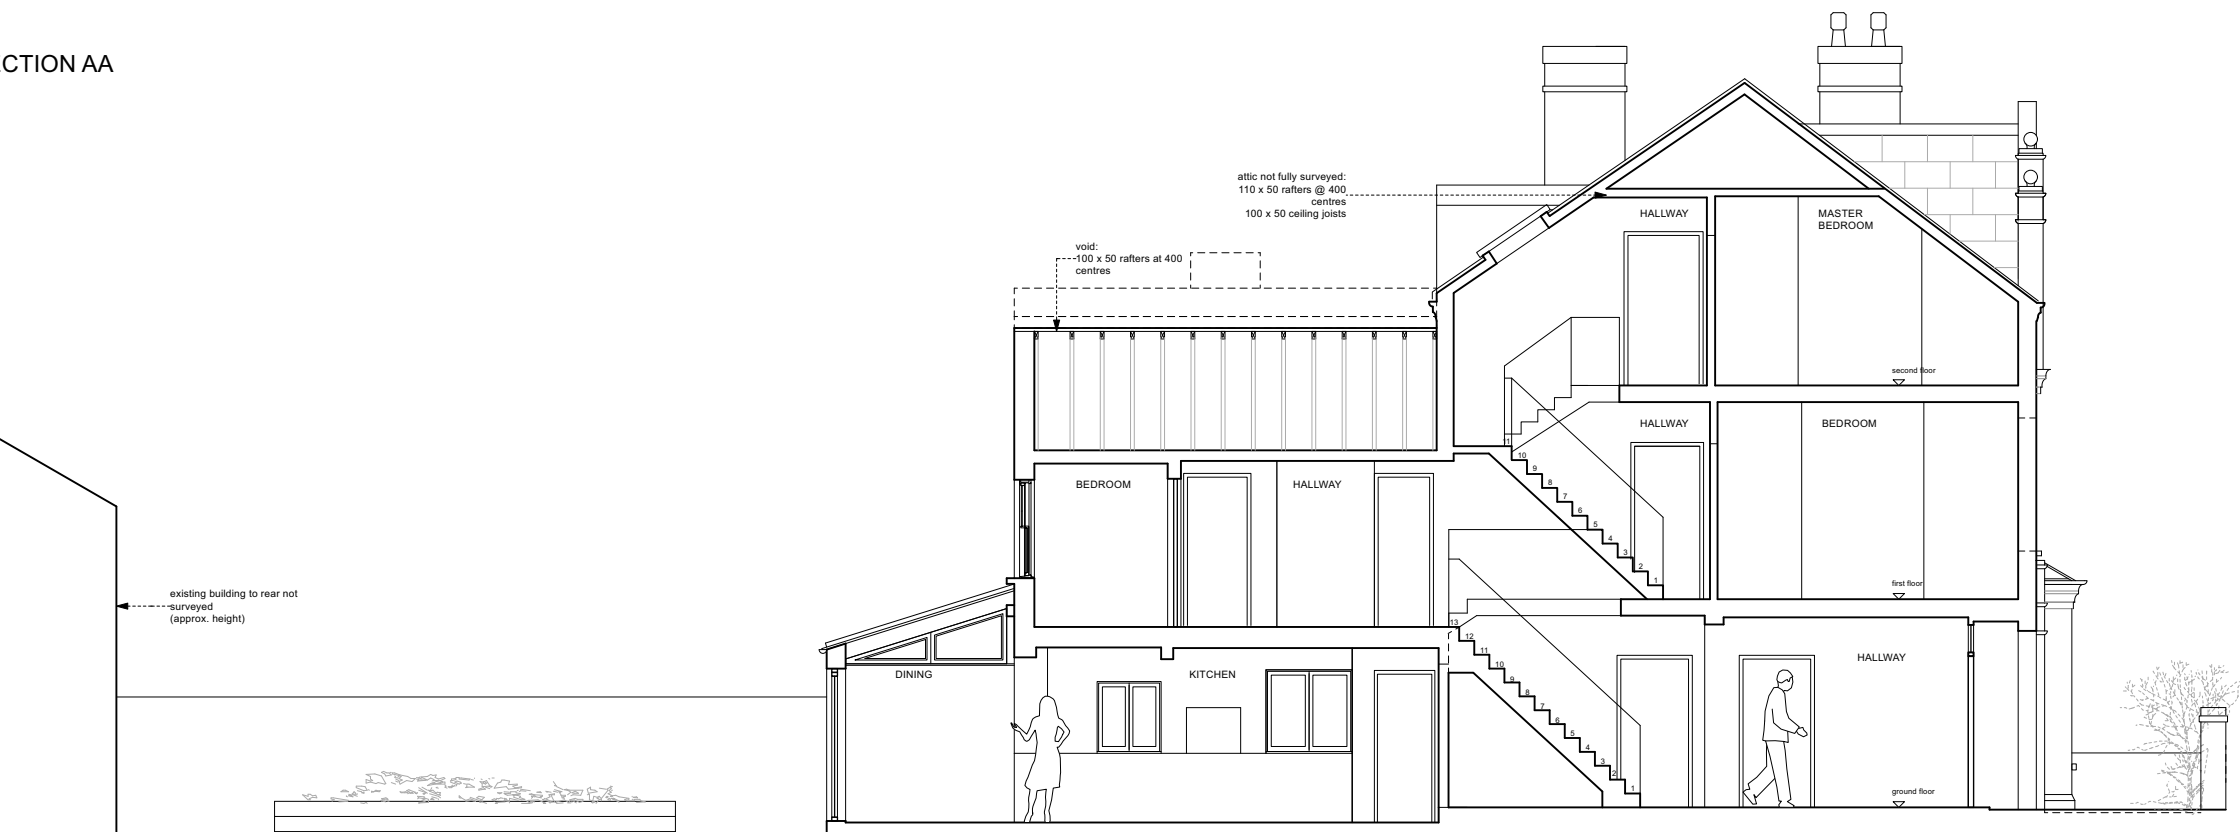 ECTION AA
attic not fully surveyed:
110 x 50 rafters @ 400
centres
100 x 50 ceiling joists
HALLWAY
MASTER
BEDROOM
void:
100 x 50 rafters at 400
centres
second floor
HALLWAY
BEDROOM
11
10
9
8
7
6
5
4
3
2
1
BEDROOM
HALLWAY
first floor
existing building to rear not
surveyed
(approx. height)
13
12
11
10
9
8
7
6
5
4
3
2
1
DINING
KITCHEN
HALLWAY
ground floor